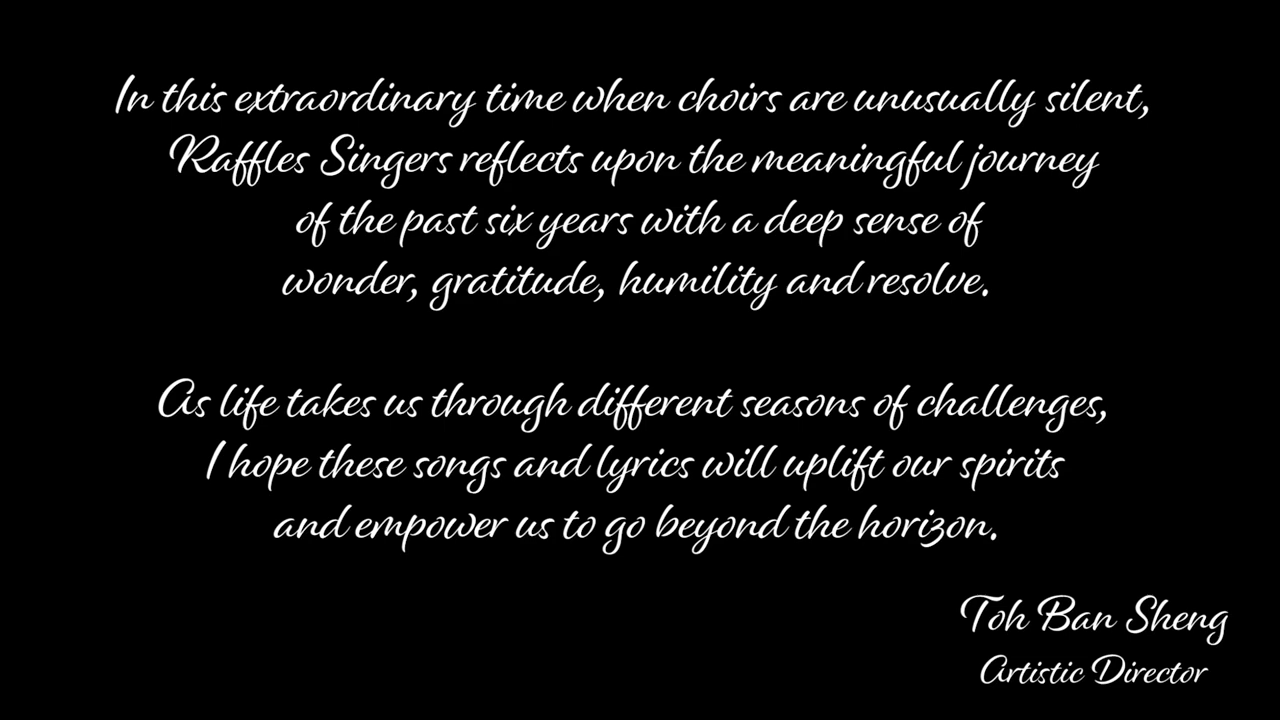 In this extraordinary time when choirs are unusually silent,
Raffles Singers reflects upon the meaningful journey
of the past six years with a deep sense of
wonder, gratitude, humility and resolve.
As life takes us through different seasons of challenges,
I hope these songs and lyrics will uplift our spirits
and empower us to go beyond the horizon.
Toh Ban Sheng
Artistic Director